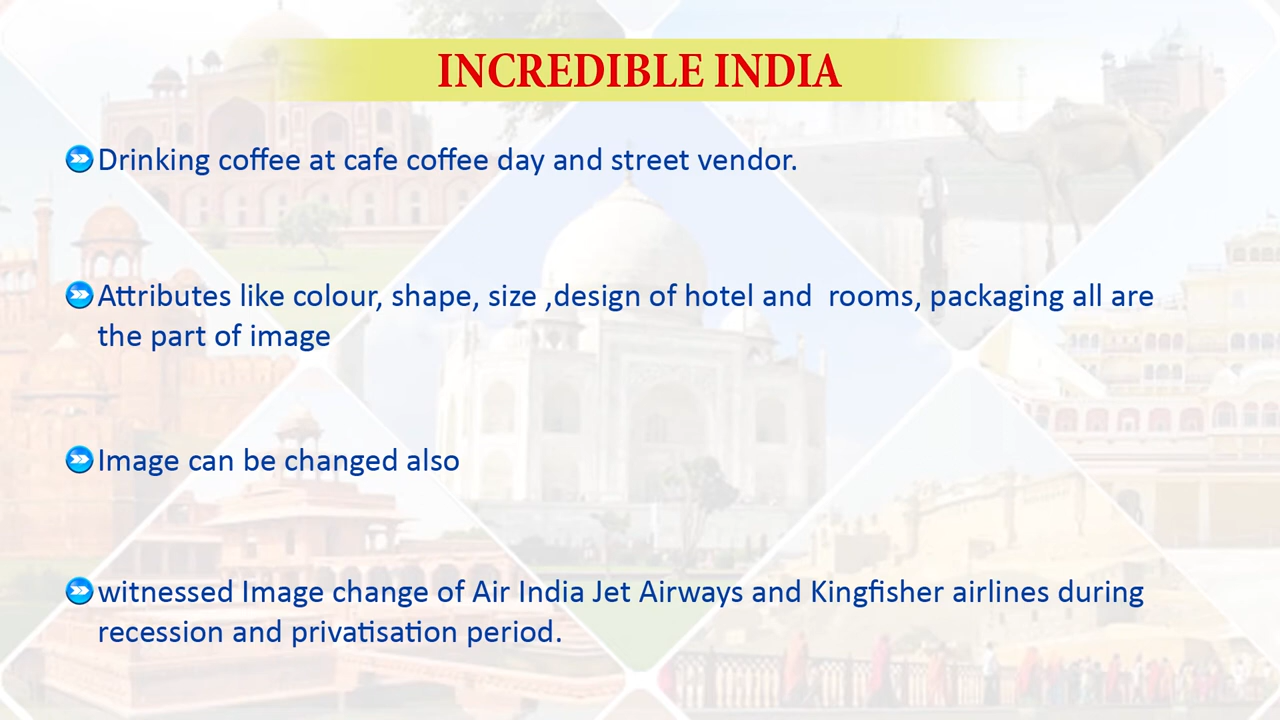 INCREDIBLE INDIA
Drinking coffee at cafe coffee day and street vendor.
Attributes like colour, shape, size ,design of hotel and  rooms, packaging all are
the part of image
Image can be changed also
witnessed Image change of Air India Jet Airways and Kingfisher airlines during
recession and privatisation period.